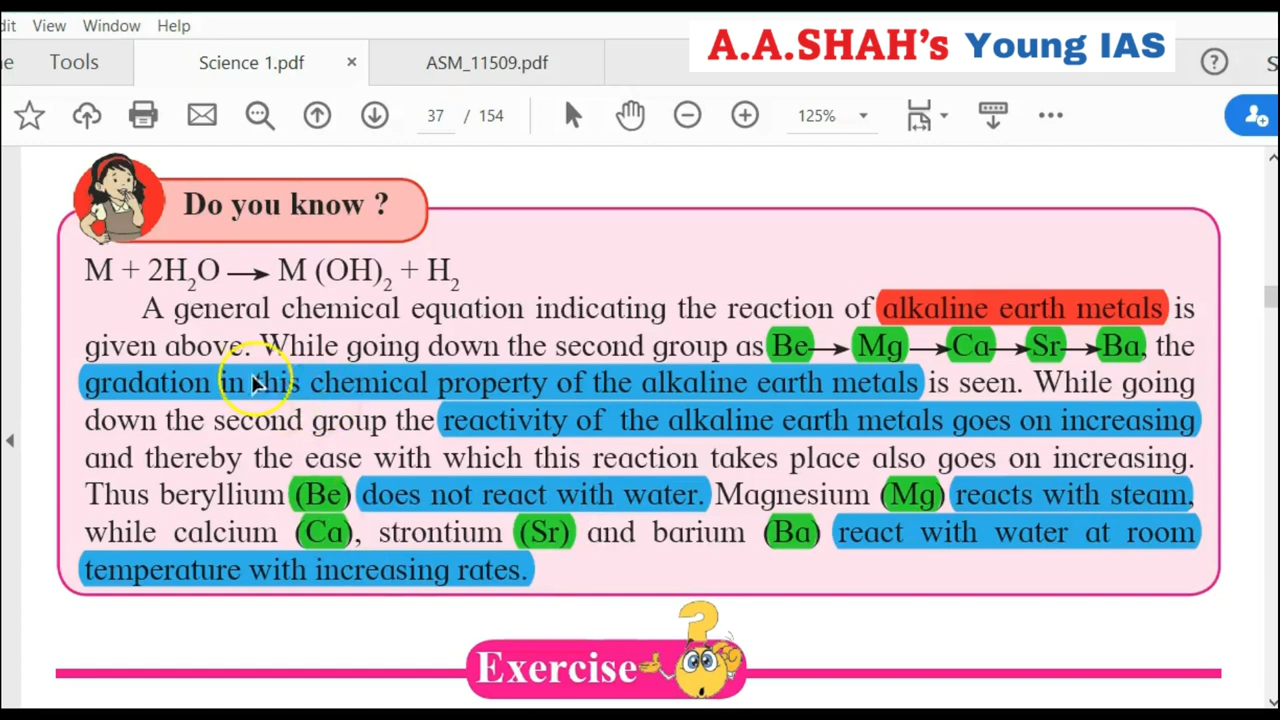 dit View Window Help
A.A.SHAH's Young IAS
ne Tools Science 1.pdf × ASM_11509.pdf ? S
37 / 154 125%
Do you know ?
M + 2H₂O → M (OH)₂ + H₂
A general chemical equation indicating the reaction of alkaline earth metals is
given above. While going down the second group as Be→Mg→Ca→Sr→Ba, the
gradation in this chemical property of the alkaline earth metals is seen. While going
down the second group the reactivity of the alkaline earth metals goes on increasing
and thereby the ease with which this reaction takes place also goes on increasing.
Thus beryllium (Be) does not react with water. Magnesium (Mg) reacts with steam,
while calcium (Ca), strontium (Sr) and barium (Ba) react with water at room
temperature with increasing rates.
Exercise